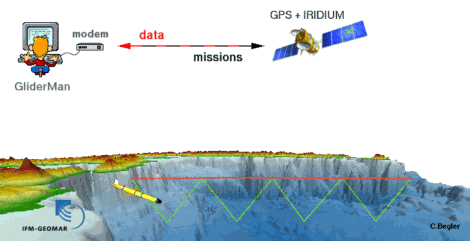 GPS + IRIDIUM
modem
data
missions
GliderMan
IFM-GEOMAR
C.Begler